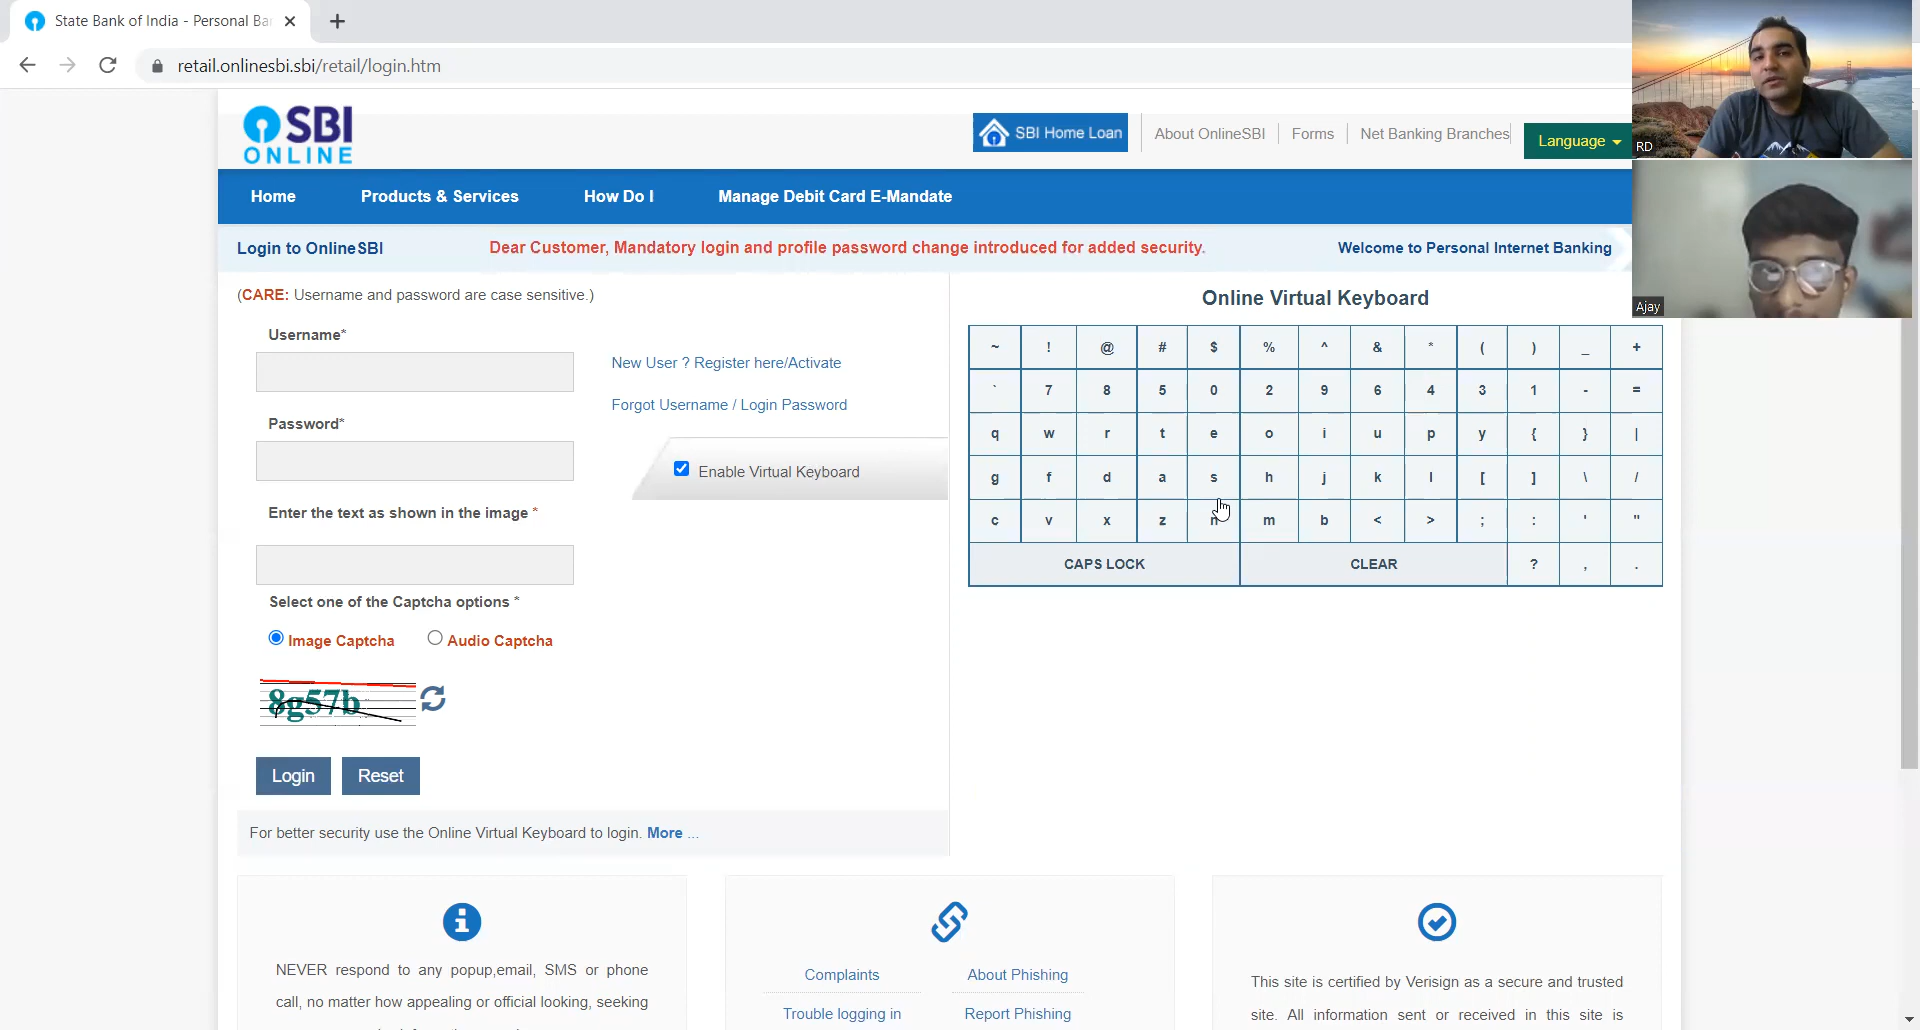 State Bank of India - Personal Ba
retail.onlinesbi.sbi/retail/login.htm
SBI
ONLINE
SBI Home Loan
About OnlineSBI
Forms
Net Banking Branches
Language
RD
Ajay
Home
Products & Services
How Do I
Manage Debit Card E-Mandate
Login to OnlineSBI
Dear Customer, Mandatory login and profile password change introduced for added security.
Welcome to Personal Internet Banking
(CARE: Username and password are case sensitive.)
Username*
New User ? Register here/Activate
Forgot Username / Login Password
Password*
Enable Virtual Keyboard
Enter the text as shown in the image *
Select one of the Captcha options *
Image Captcha
Audio Captcha
8g57b
Login
Reset
For better security use the Online Virtual Keyboard to login. More ...
Online Virtual Keyboard
~ ! @ # $ % ^ & * ( ) _ +
` 7 8 5 0 2 9 6 4 3 1 - =
q w r t e o i u p y { } |
g f d a s h j k l [ ] \ /
c v x z n m b < > ; : ' "
CAPS LOCK CLEAR ? , .
NEVER respond to any popup,email, SMS or phone
call, no matter how appealing or official looking, seeking
Complaints
About Phishing
Trouble logging in
Report Phishing
This site is certified by Verisign as a secure and trusted
site. All information sent or received in this site is